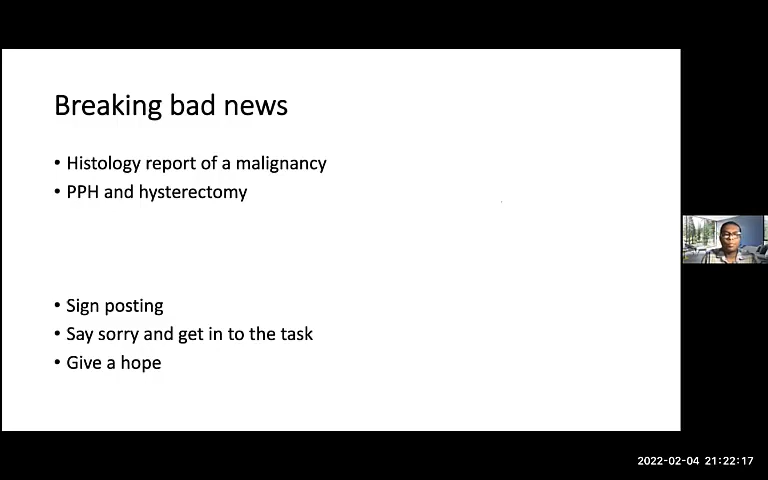 Breaking bad news
• Histology report of a malignancy
• PPH and hysterectomy
• Sign posting
• Say sorry and get in to the task
• Give a hope
2022-02-04 21:22:17